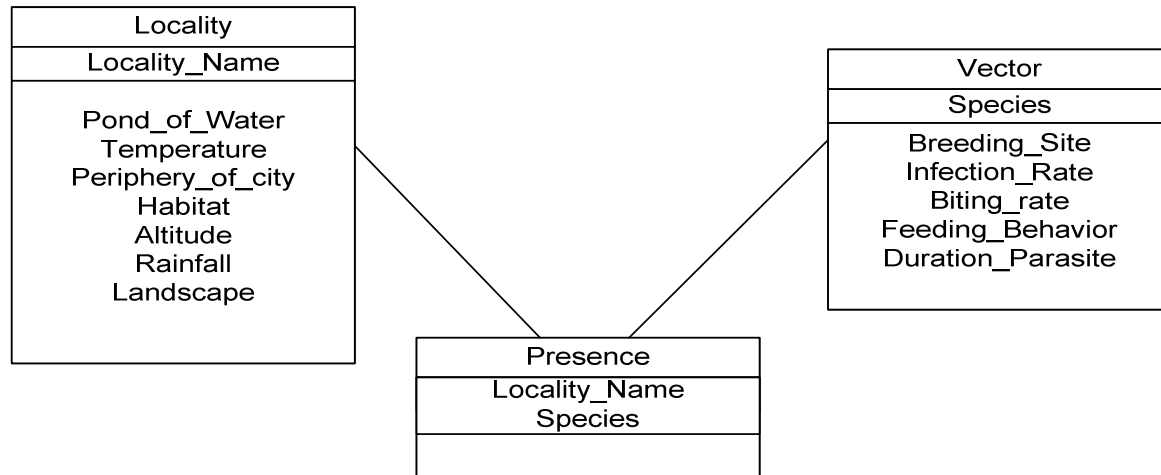 Locality
Locality_Name
Pond_of_Water
Temperature
Periphery_of_city
Habitat
Altitude
Rainfall
Landscape
Vector
Species
Breeding_Site
Infection_Rate
Biting_rate
Feeding_Behavior
Duration_Parasite
Presence
Locality_Name
Species